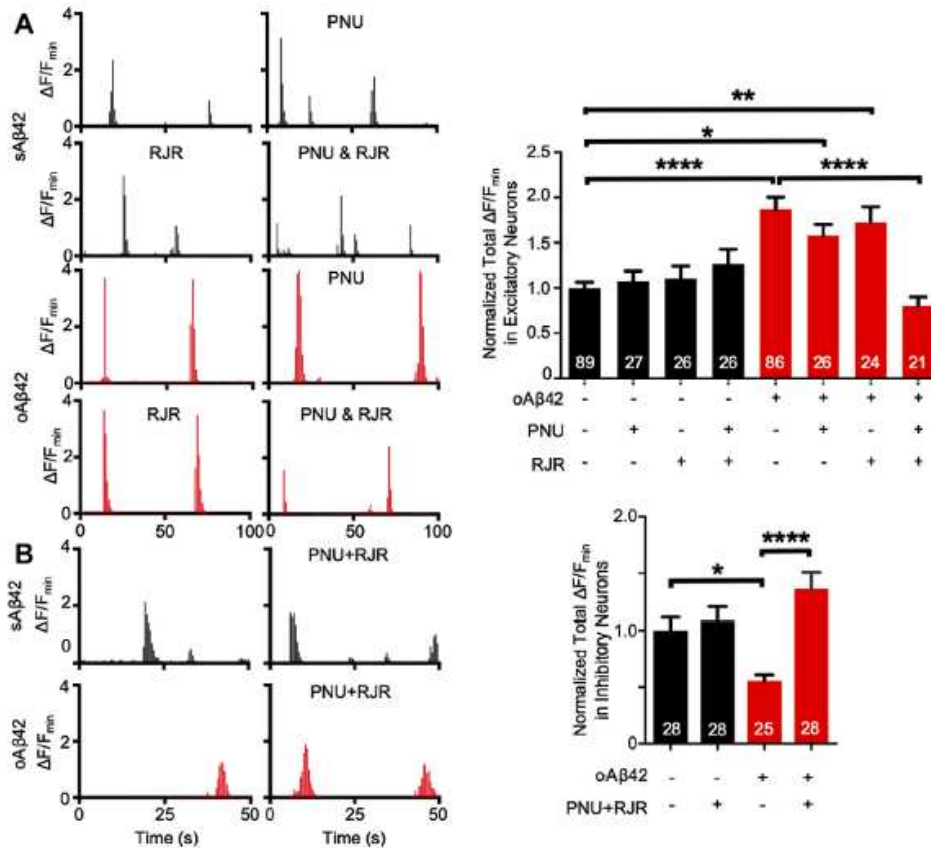 A
PNU
4
2
0
ΔF/Fmin
sAβ42
RJR
PNU & RJR
4
2
0
ΔF/Fmin
PNU
4
2
0
ΔF/Fmin
oAβ42
RJR
PNU & RJR
4
2
0
ΔF/Fmin
0 50 100 0 50 100
B
PNU+RJR
4
2
0
sAβ42
ΔF/Fmin
PNU+RJR
4
2
0
oAβ42
ΔF/Fmin
0 50 0 50
Time (s) Time (s)
**
*
**** ****
2.5
2.0
1.5
1.0
0.5
0
Normalized Total ΔF/Fmin
in Excitatory Neurons
89 27 26 26 86 26 24 21
oAβ42 - - - - + + + +
PNU - + - + - + - +
RJR - - + + - - + +
****
*
2.0
1.0
0
Normalized Total ΔF/Fmin
in Inhibitory Neurons
28 28 25 28
oAβ42 - - + +
PNU+RJR - + - +